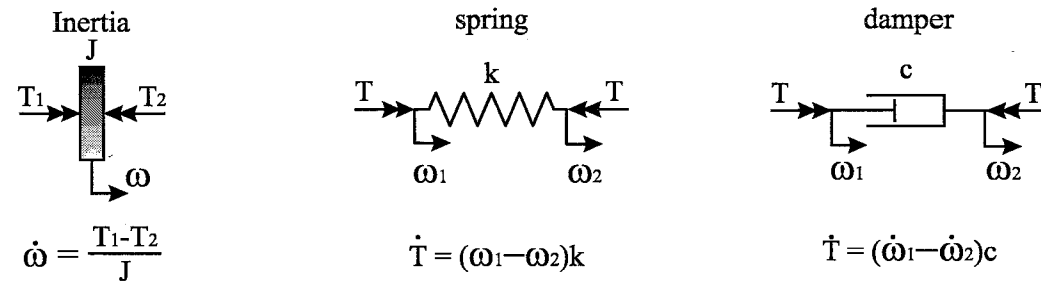 Inertia
J
T1
T2
ω
ω̇ = T1-T2
J
spring
k
T
T
ω1
ω2
Ṫ = (ω1−ω2)k
damper
c
T
T
ω1
ω2
Ṫ = (ω̇1−ω̇2)c